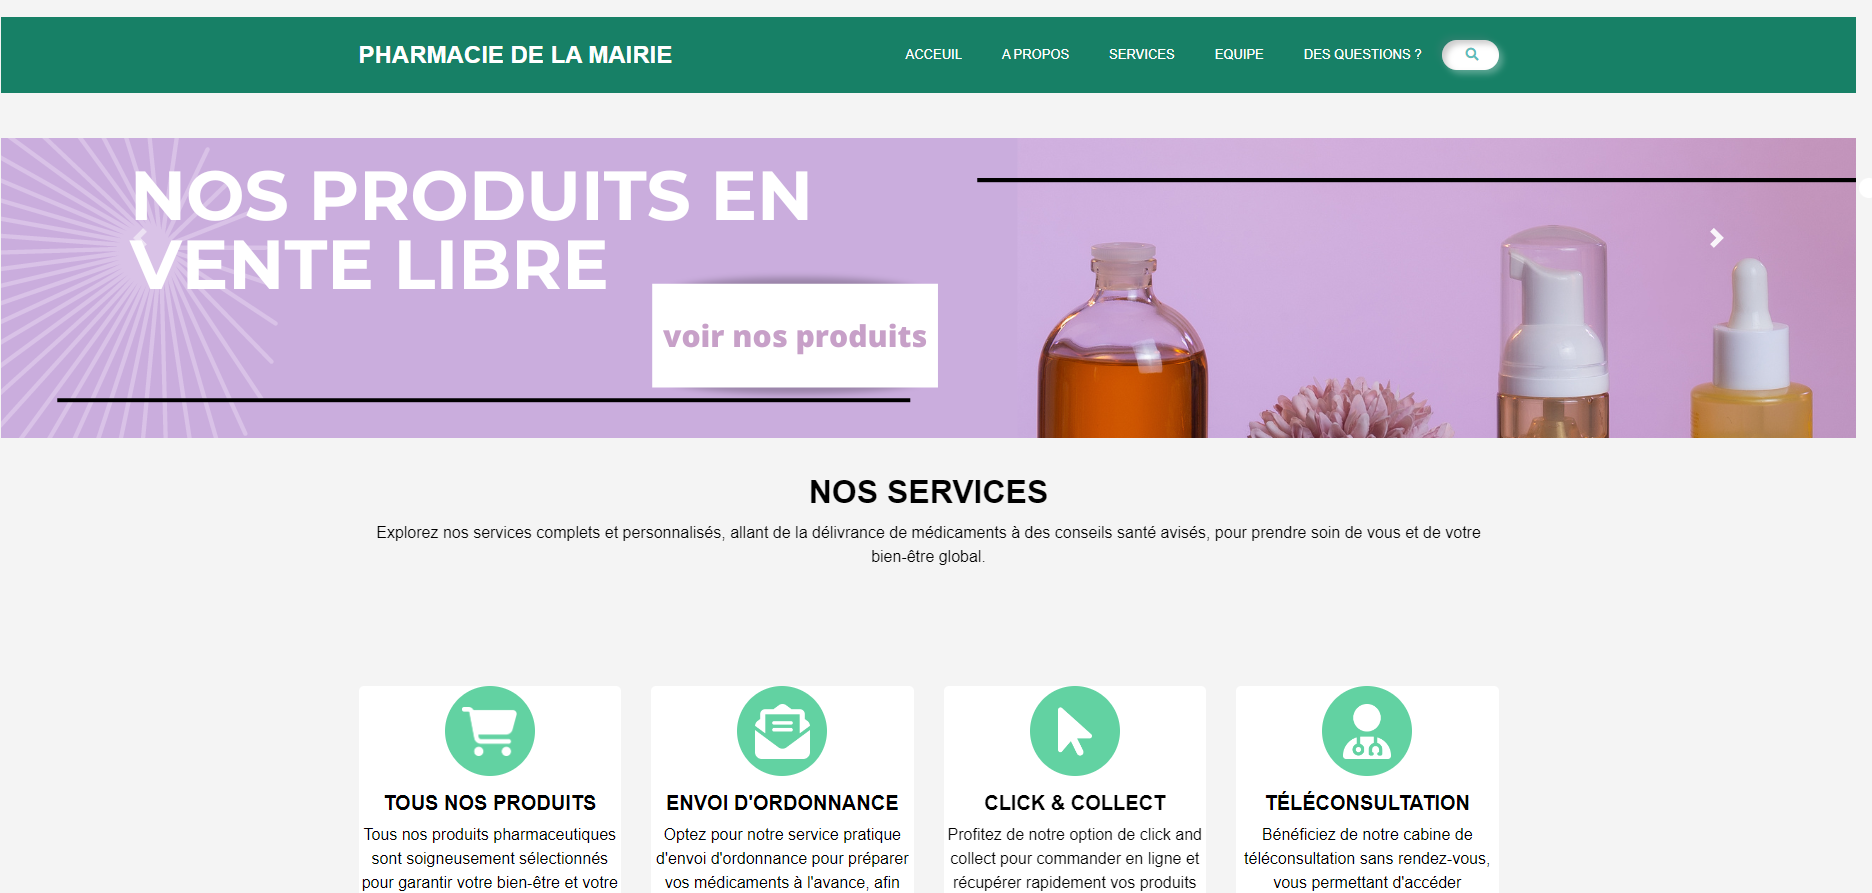 PHARMACIE DE LA MAIRIE
ACCEUIL
A PROPOS
SERVICES
EQUIPE
DES QUESTIONS ?
NOS PRODUITS EN
VENTE LIBRE
voir nos produits
NOS SERVICES
Explorez nos services complets et personnalisés, allant de la délivrance de médicaments à des conseils santé avisés, pour prendre soin de vous et de votre
bien-être global.
TOUS NOS PRODUITS
Tous nos produits pharmaceutiques
sont soigneusement sélectionnés
pour garantir votre bien-être et votre
ENVOI D'ORDONNANCE
Optez pour notre service pratique
d'envoi d'ordonnance pour préparer
vos médicaments à l'avance, afin
CLICK & COLLECT
Profitez de notre option de click and
collect pour commander en ligne et
récupérer rapidement vos produits
TÉLÉCONSULTATION
Bénéficiez de notre cabine de
téléconsultation sans rendez-vous,
vous permettant d'accéder